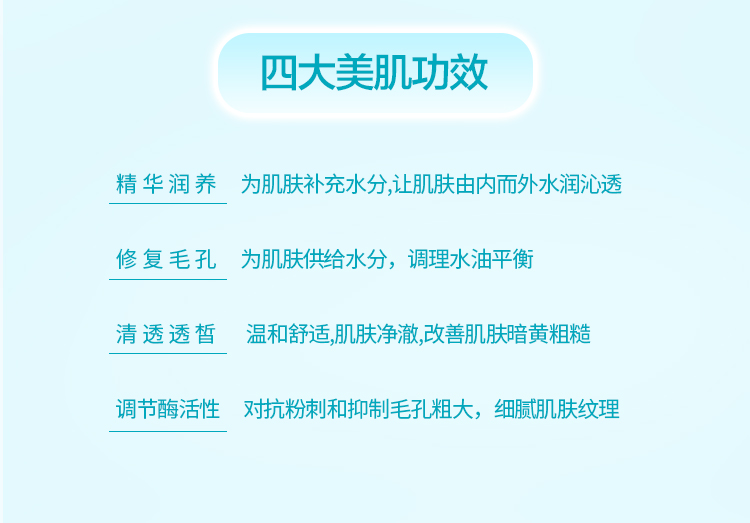 四大美肌功效
精华润养 为肌肤补充水分,让肌肤由内而外水润沁透
修复毛孔 为肌肤供给水分，调理水油平衡
清透透皙 温和舒适,肌肤净澈,改善肌肤暗黄粗糙
调节酶活性 对抗粉刺和抑制毛孔粗大，细腻肌肤纹理